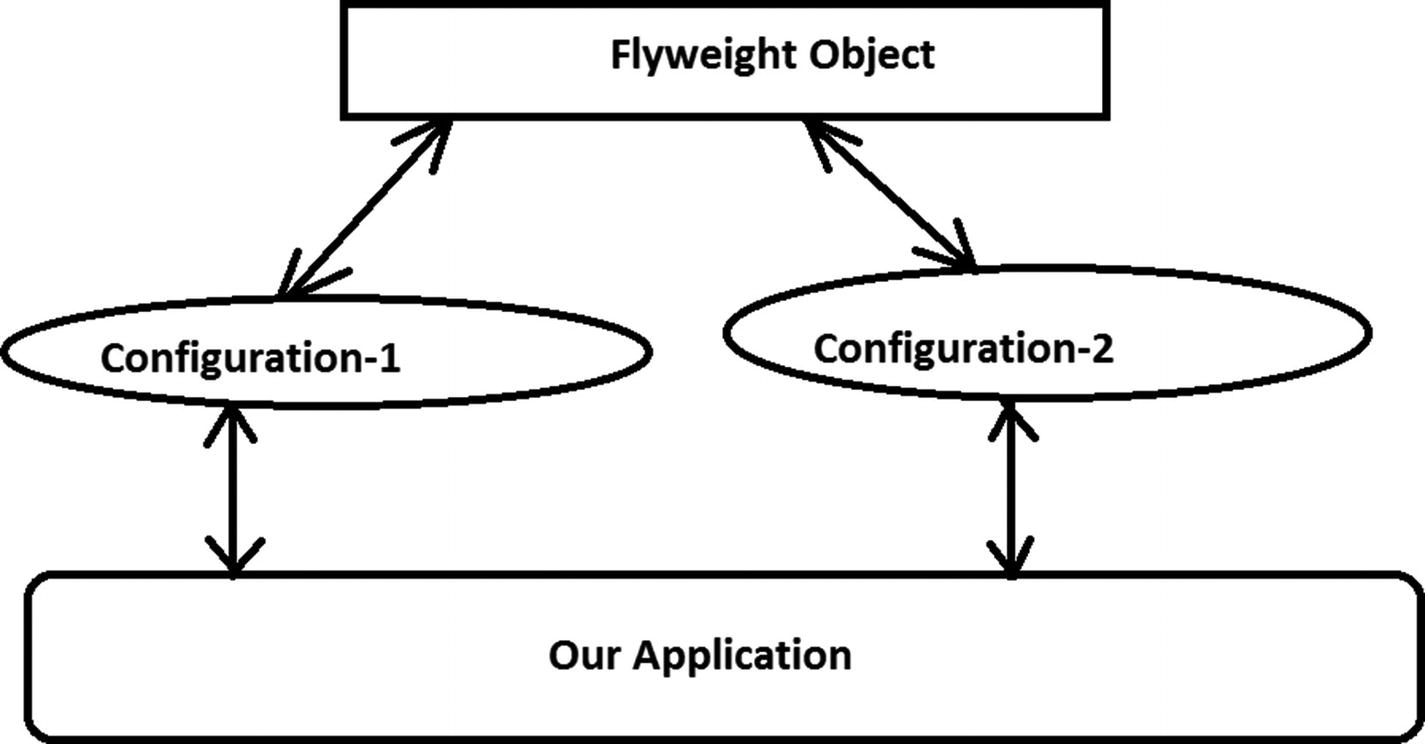 Flyweight Object
Configuration-1
Configuration-2
Our Application